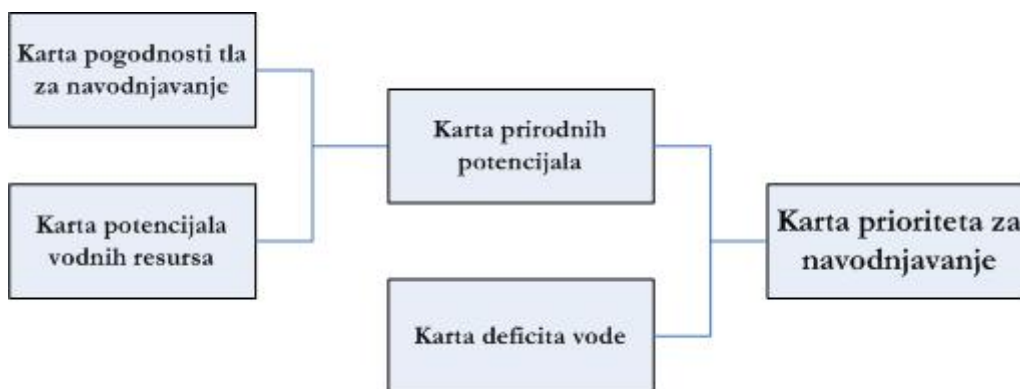 Karta pogodnosti tla
za navodnjavanje
Karta potencijala
vodnih resursa
Karta prirodnih
potencijala
Karta deficita vode
Karta prioriteta za
navodnjavanje